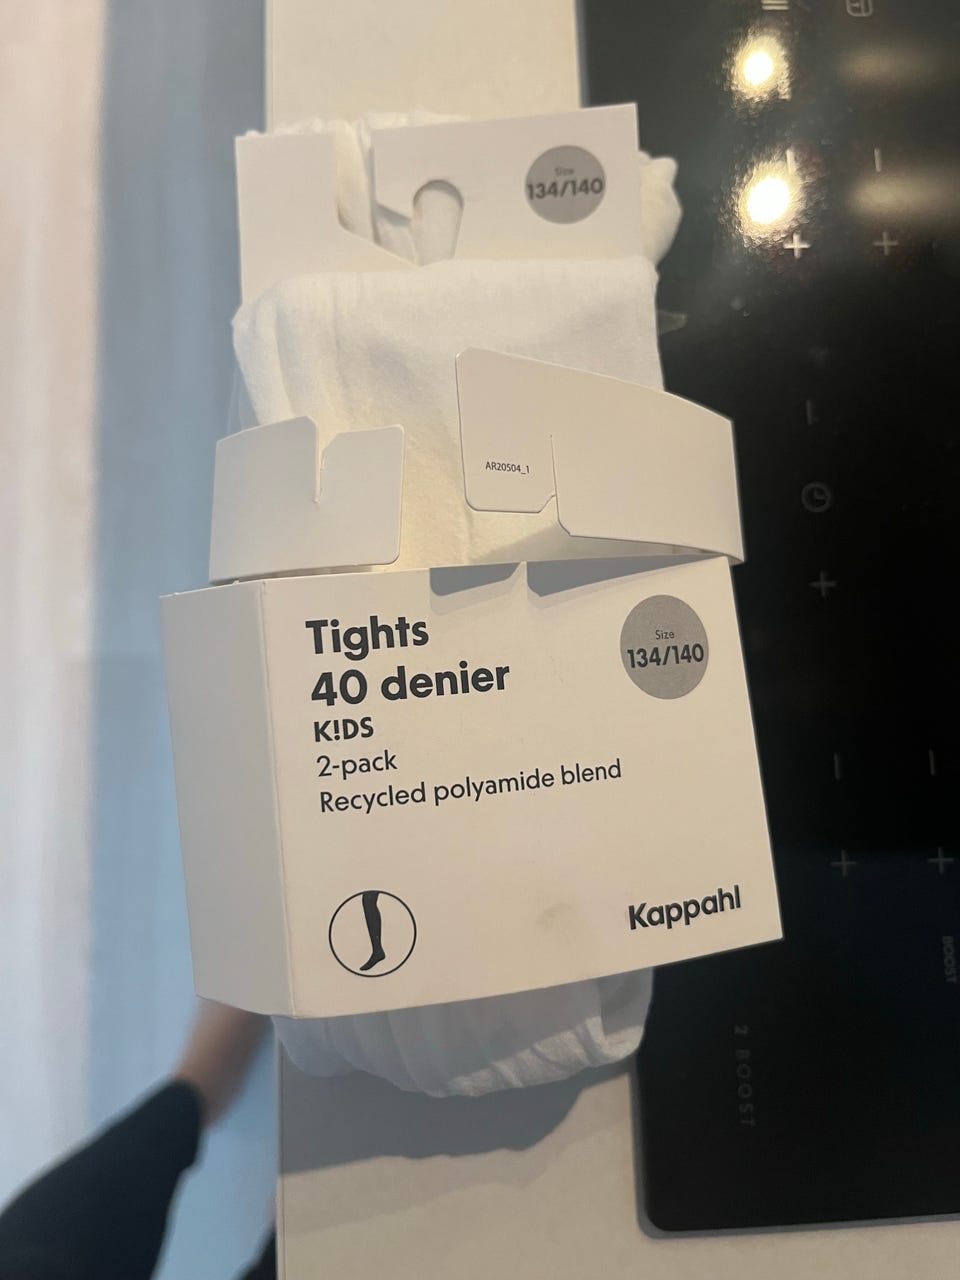 Size
134/140
AR20504_1
Tights
40 denier
K!DS
2-pack
Recycled polyamide blend
Size
134/140
Kappahl
BOOST
2 BOOST